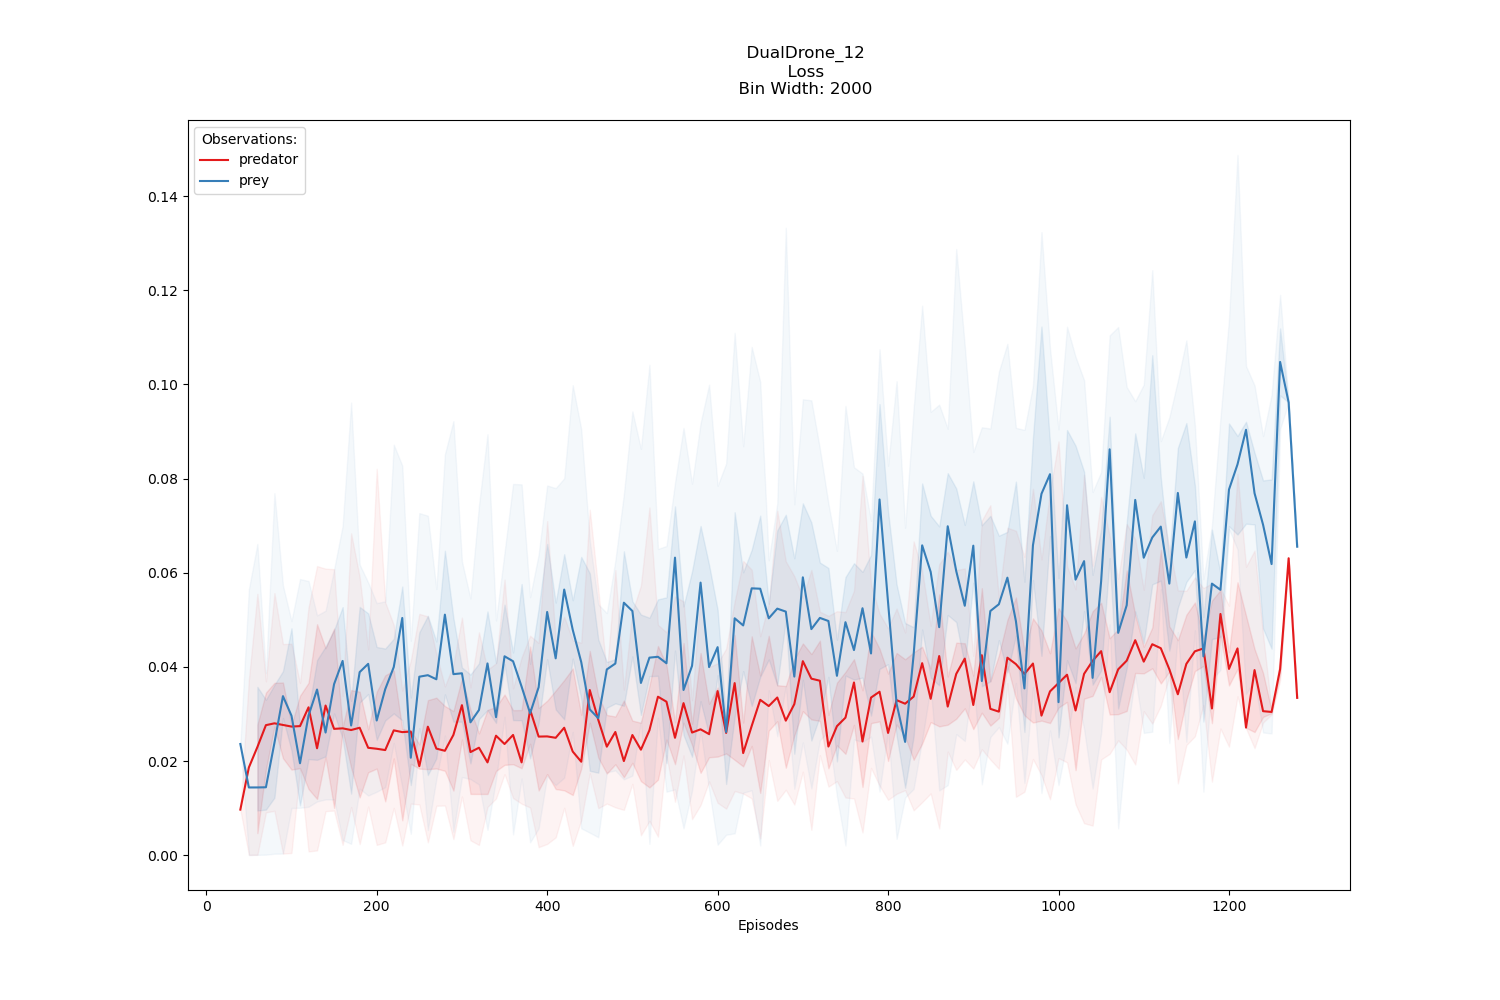 DualDrone_12
Loss
Bin Width: 2000
Observations:
predator
prey
0.14
0.12
0.10
0.08
0.06
0.04
0.02
0.00
0 200 400 600 800 1000 1200
Episodes